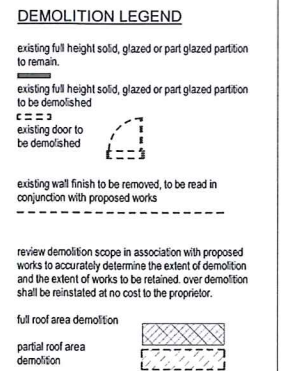 DEMOLITION LEGEND
existing full height solid, glazed or part glazed partition
to remain.
existing full height solid, glazed or part glazed partition
to be demolished
existing door to
be demolished
existing wall finish to be removed, to be read in
conjunction with proposed works
review demolition scope in association with proposed
works to accurately determine the extent of demolition
and the extent of works to be retained. over demolition
shall be reinstated at no cost to the proprietor.
full roof area demolition
partial roof area
demolition